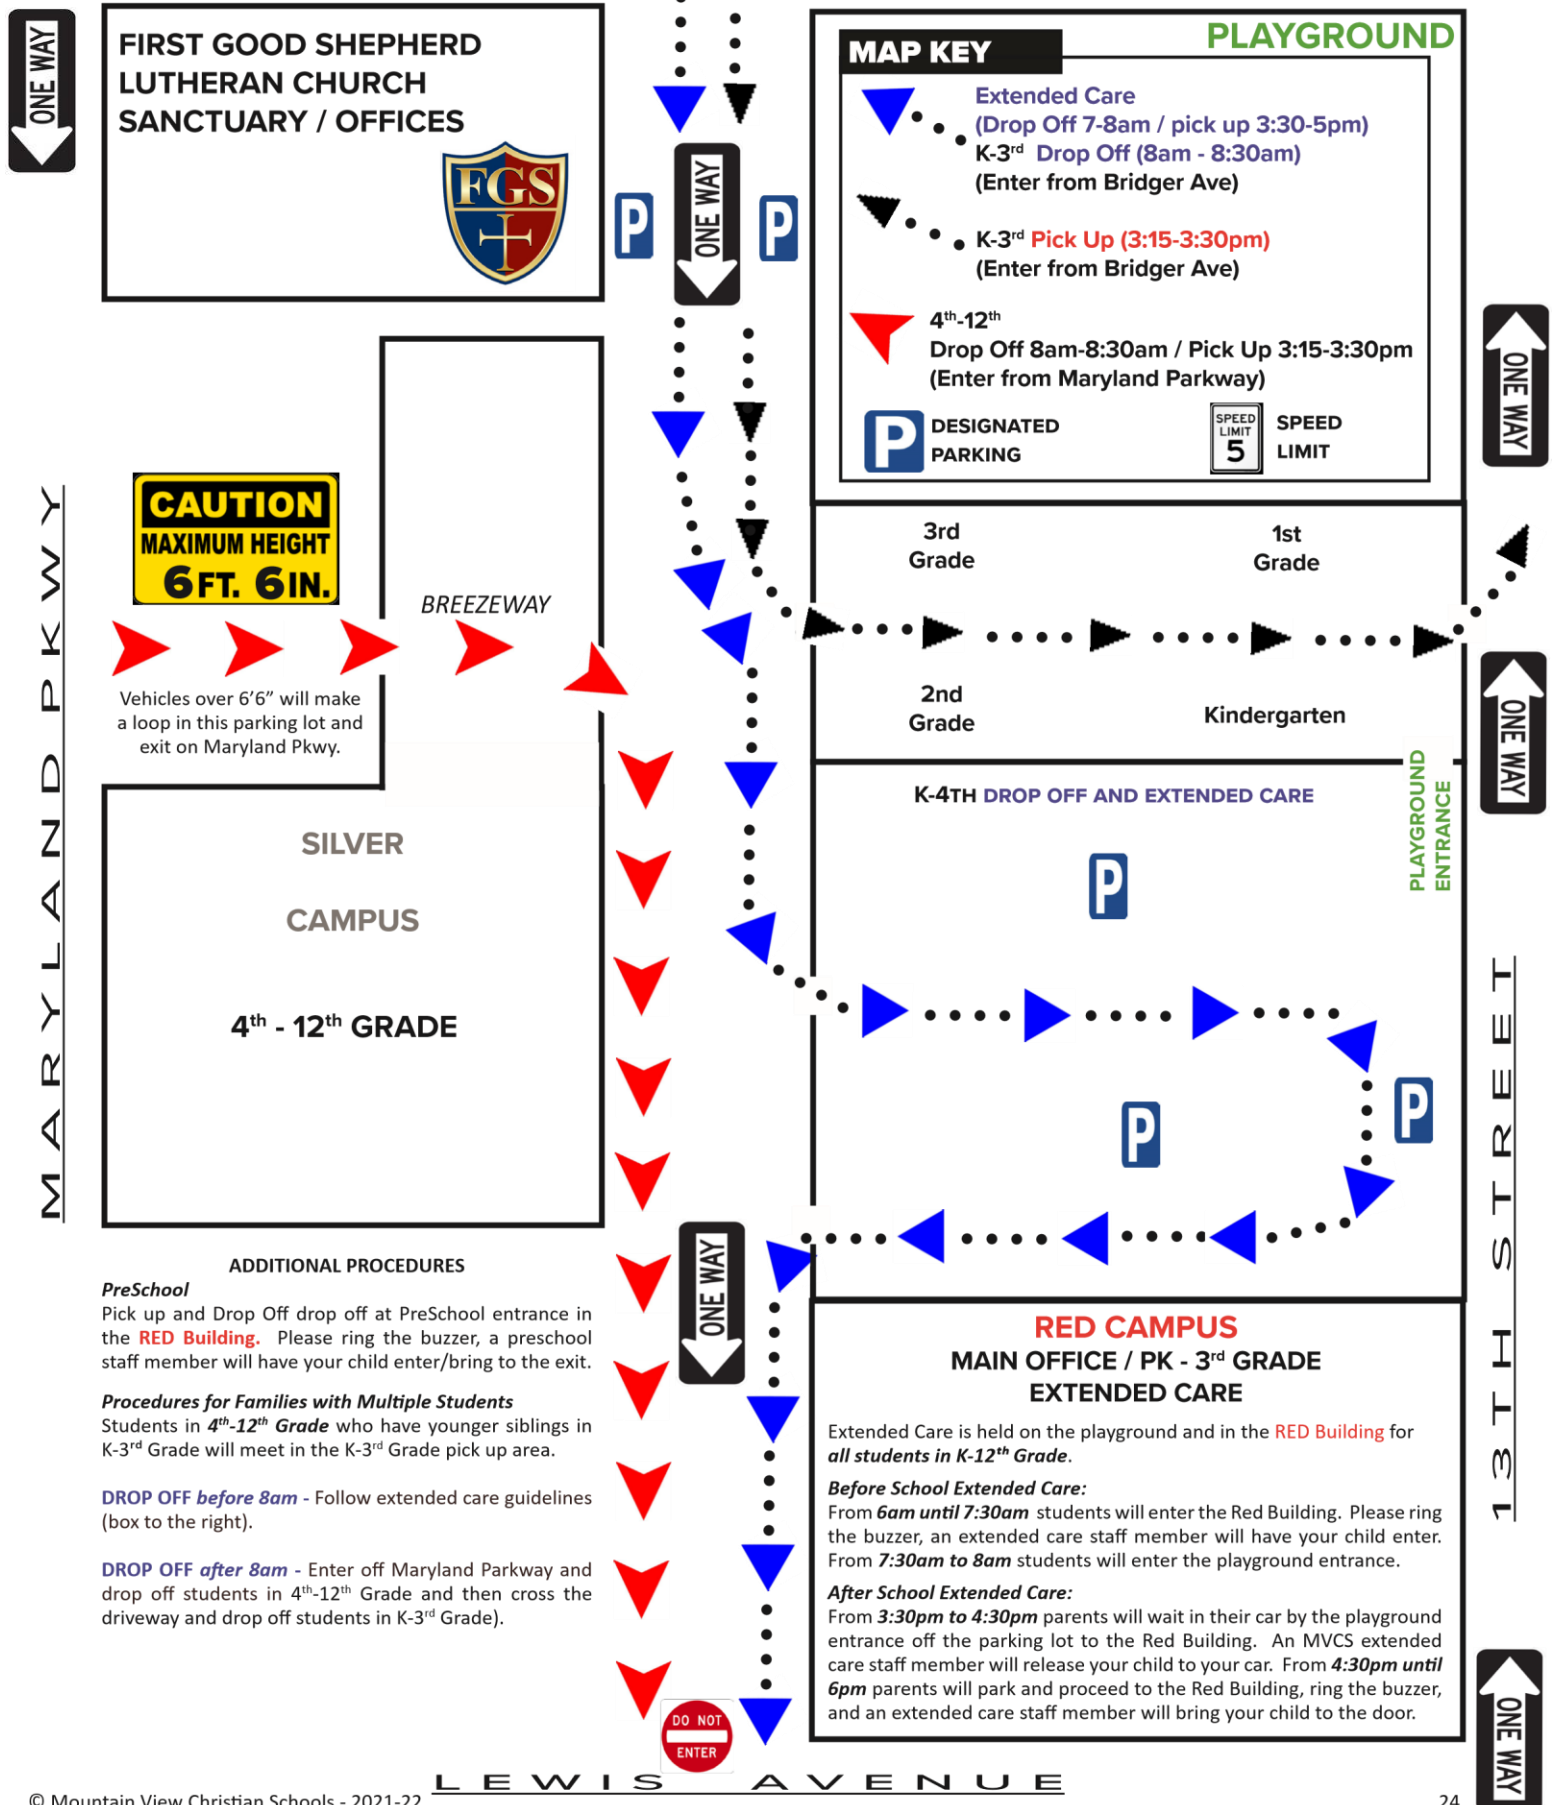 ONE WAY
FIRST GOOD SHEPHERD
LUTHERAN CHURCH
SANCTUARY / OFFICES
FGS
P
ONE WAY
P
PLAYGROUND
MAP KEY
Extended Care
(Drop Off 7-8am / pick up 3:30-5pm)
K-3rd Drop Off (8am - 8:30am)
(Enter from Bridger Ave)
K-3rd Pick Up (3:15-3:30pm)
(Enter from Bridger Ave)
4th-12th
Drop Off 8am-8:30am / Pick Up 3:15-3:30pm
(Enter from Maryland Parkway)
P
DESIGNATED
PARKING
SPEED
LIMIT
5
SPEED
LIMIT
ONE WAY
MARYLAND PKWY
CAUTION
MAXIMUM HEIGHT
6FT. 6IN.
BREEZEWAY
Vehicles over 6’6” will make
a loop in this parking lot and
exit on Maryland Pkwy.
3rd
Grade
1st
Grade
2nd
Grade
Kindergarten
ONE WAY
K-4TH DROP OFF AND EXTENDED CARE
PLAYGROUND
ENTRANCE
P
P
P
SILVER
CAMPUS
4th - 12th GRADE
13TH STREET
ONE WAY
ADDITIONAL PROCEDURES
PreSchool
Pick up and Drop Off drop off at PreSchool entrance in
the RED Building. Please ring the buzzer, a preschool
staff member will have your child enter/bring to the exit.
Procedures for Families with Multiple Students
Students in 4th-12th Grade who have younger siblings in
K-3rd Grade will meet in the K-3rd Grade pick up area.
DROP OFF before 8am - Follow extended care guidelines
(box to the right).
DROP OFF after 8am - Enter off Maryland Parkway and
drop off students in 4th-12th Grade and then cross the
driveway and drop off students in K-3rd Grade).
RED CAMPUS
MAIN OFFICE / PK - 3rd GRADE
EXTENDED CARE
Extended Care is held on the playground and in the RED Building for
all students in K-12th Grade.
Before School Extended Care:
From 6am until 7:30am students will enter the Red Building. Please ring
the buzzer, an extended care staff member will have your child enter.
From 7:30am to 8am students will enter the playground entrance.
After School Extended Care:
From 3:30pm to 4:30pm parents will wait in their car by the playground
entrance off the parking lot to the Red Building. An MVCS extended
care staff member will release your child to your car. From 4:30pm until
6pm parents will park and proceed to the Red Building, ring the buzzer,
and an extended care staff member will bring your child to the door.
DO NOT
ENTER
ONE WAY
LEWIS AVENUE
© Mountain View Christian Schools - 2021-22
24